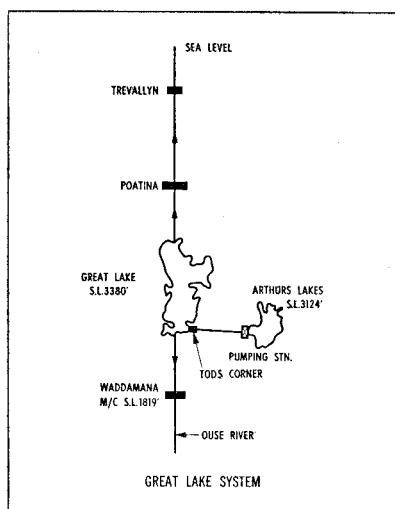 SEA LEVEL
TREVALLYN
POATINA
GREAT LAKE
S.L.3380'
ARTHURS LAKES
S.L.3124'
PUMPING STN.
TODS CORNER
WADDAMANA
M/C S.L.1819'
OUSE RIVER
GREAT LAKE SYSTEM